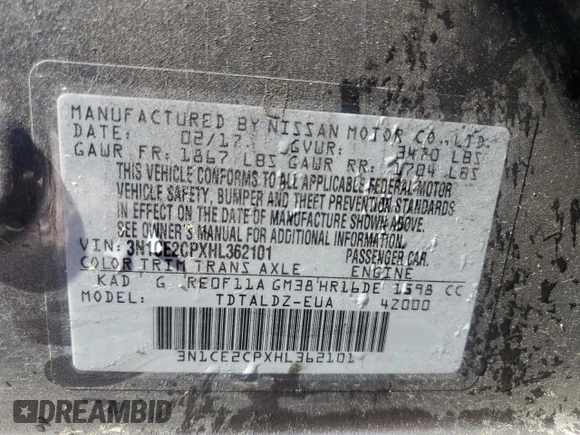 MANUFACTURED BY NISSAN MOTOR CO., LTD.
DATE: 02/17 GVWR: 3470 LBS
GAWR FR: 1867 LBS GAWR RR: 1704 LBS
THIS VEHICLE CONFORMS TO ALL APPLICABLE FEDERAL MOTOR
VEHICLE SAFETY, BUMPER AND THEFT PREVENTION STANDARDS
IN EFFECT ON THE DATE OF MANUFACTURE SHOWN ABOVE.
SEE OWNER'S MANUAL FOR ADDITIONAL INFORMATION
VIN: 3N1CE2CPXHL362101 PASSENGER CAR.
COLOR TRIM TRANS AXLE ENGINE
KAD G RE0F11A GM38 HR16DE 1598 CC
MODEL: TDTALDZ-EUA 42000
3N1CE2CPXHL362101
DREAMBID